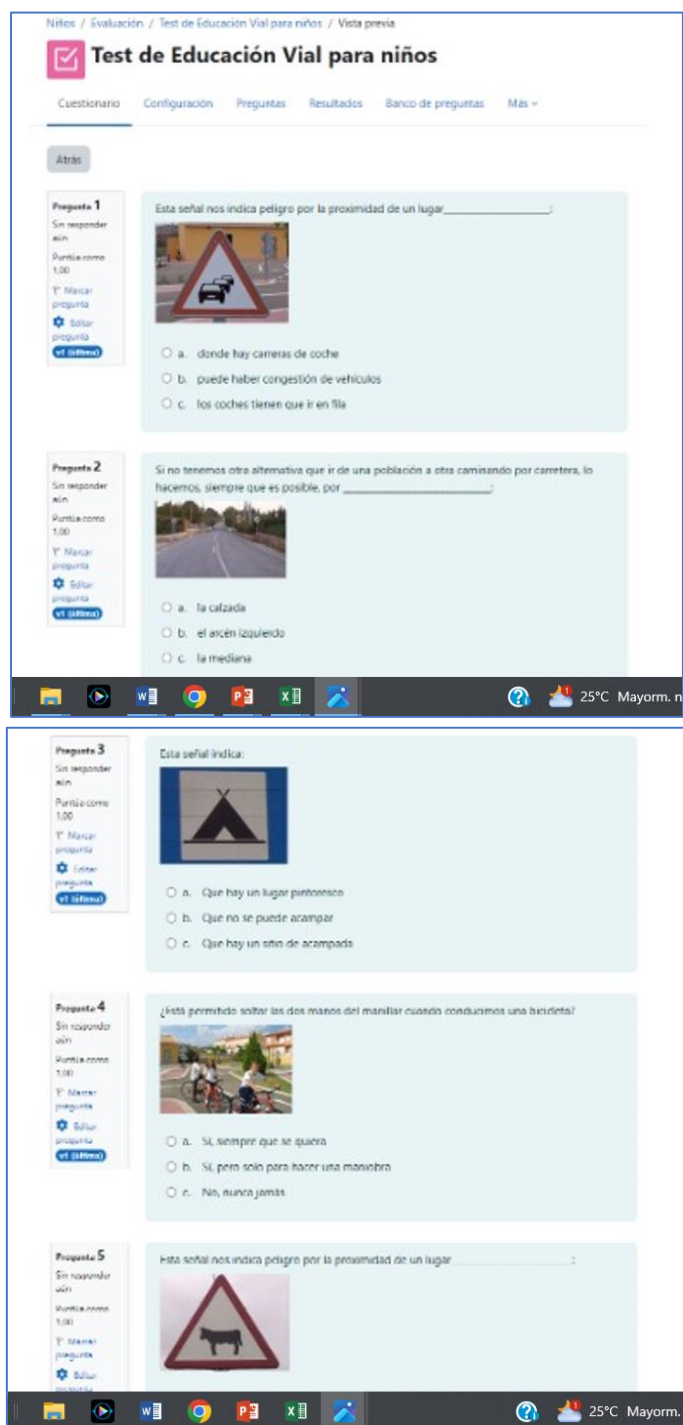 Niños / Evaluación / Test de Educación Vial para niños / Vista previa
Test de Educación Vial para niños
Cuestionario Configuración Preguntas Resultados Banco de preguntas Más
Atrás
Pregunta 1
Sin responder
aún
Puntúa como
1,00
Marcar
pregunta
Editar
pregunta
v1 (última)
Esta señal nos indica peligro por la proximidad de un lugar____________________:
a. donde hay carreras de coche
b. puede haber congestión de vehículos
c. los coches tienen que ir en fila
Pregunta 2
Sin responder
aún
Puntúa como
1,00
Marcar
pregunta
Editar
pregunta
v1 (última)
Si no tenemos otra alternativa que ir de una población a otra caminando por carretera, lo
hacemos, siempre que es posible, por ____________________________:
a. la calzada
b. el arcén izquierdo
c. la mediana
25°C Mayorm. n
Pregunta 3
Sin responder
aún
Puntúa como
1,00
Marcar
pregunta
Editar
pregunta
v1 (última)
Esta señal indica:
a. Que hay un lugar pintoresco
b. Que no se puede acampar
c. Que hay un sitio de acampada
Pregunta 4
Sin responder
aún
Puntúa como
1,00
Marcar
pregunta
Editar
pregunta
v1 (última)
¿Está permitido soltar las dos manos del manillar cuando conducimos una bicicleta?
a. Sí, siempre que se quiera
b. Sí, pero solo para hacer una maniobra
c. No, nunca jamás
Pregunta 5
Sin responder
aún
Puntúa como
1,00
Marcar
pregunta
Editar
pregunta
Esta señal nos indica peligro por la proximidad de un lugar______________________:
25°C Mayorm.